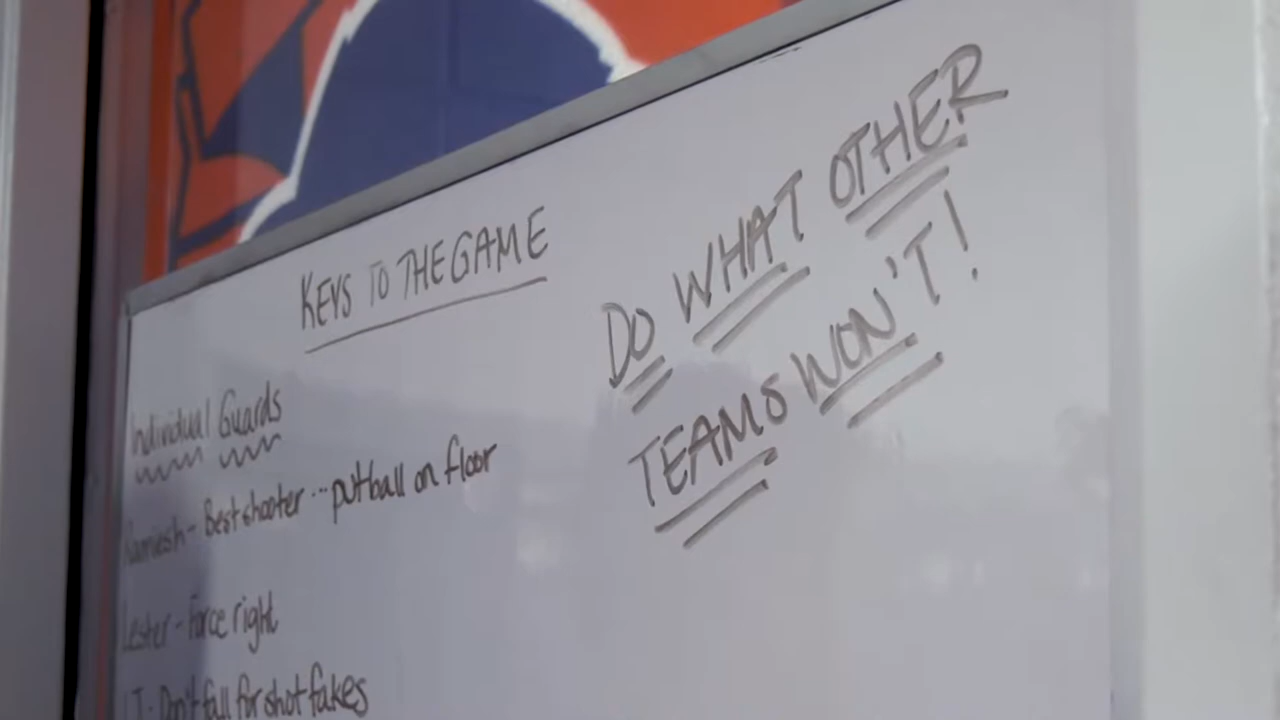 KEYS TO THE GAME
Individual Guards
- Best shooter ... put ball on floor
Lester - Force right
LJ - Don't fall for shot fakes
DO WHAT OTHER
TEAMS WON'T!